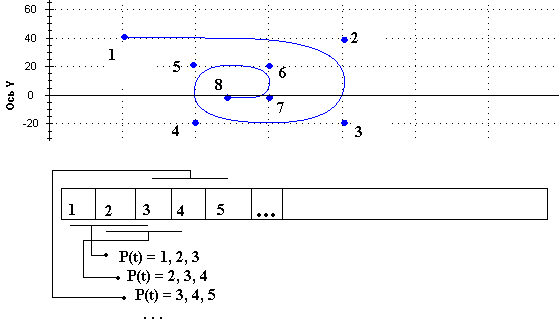 60
40
20
0
-20
Ось Y
1
2
5
6
8
7
4
3
1 2 3 4 5 ...
P(t) = 1, 2, 3
P(t) = 2, 3, 4
P(t) = 3, 4, 5
. . .